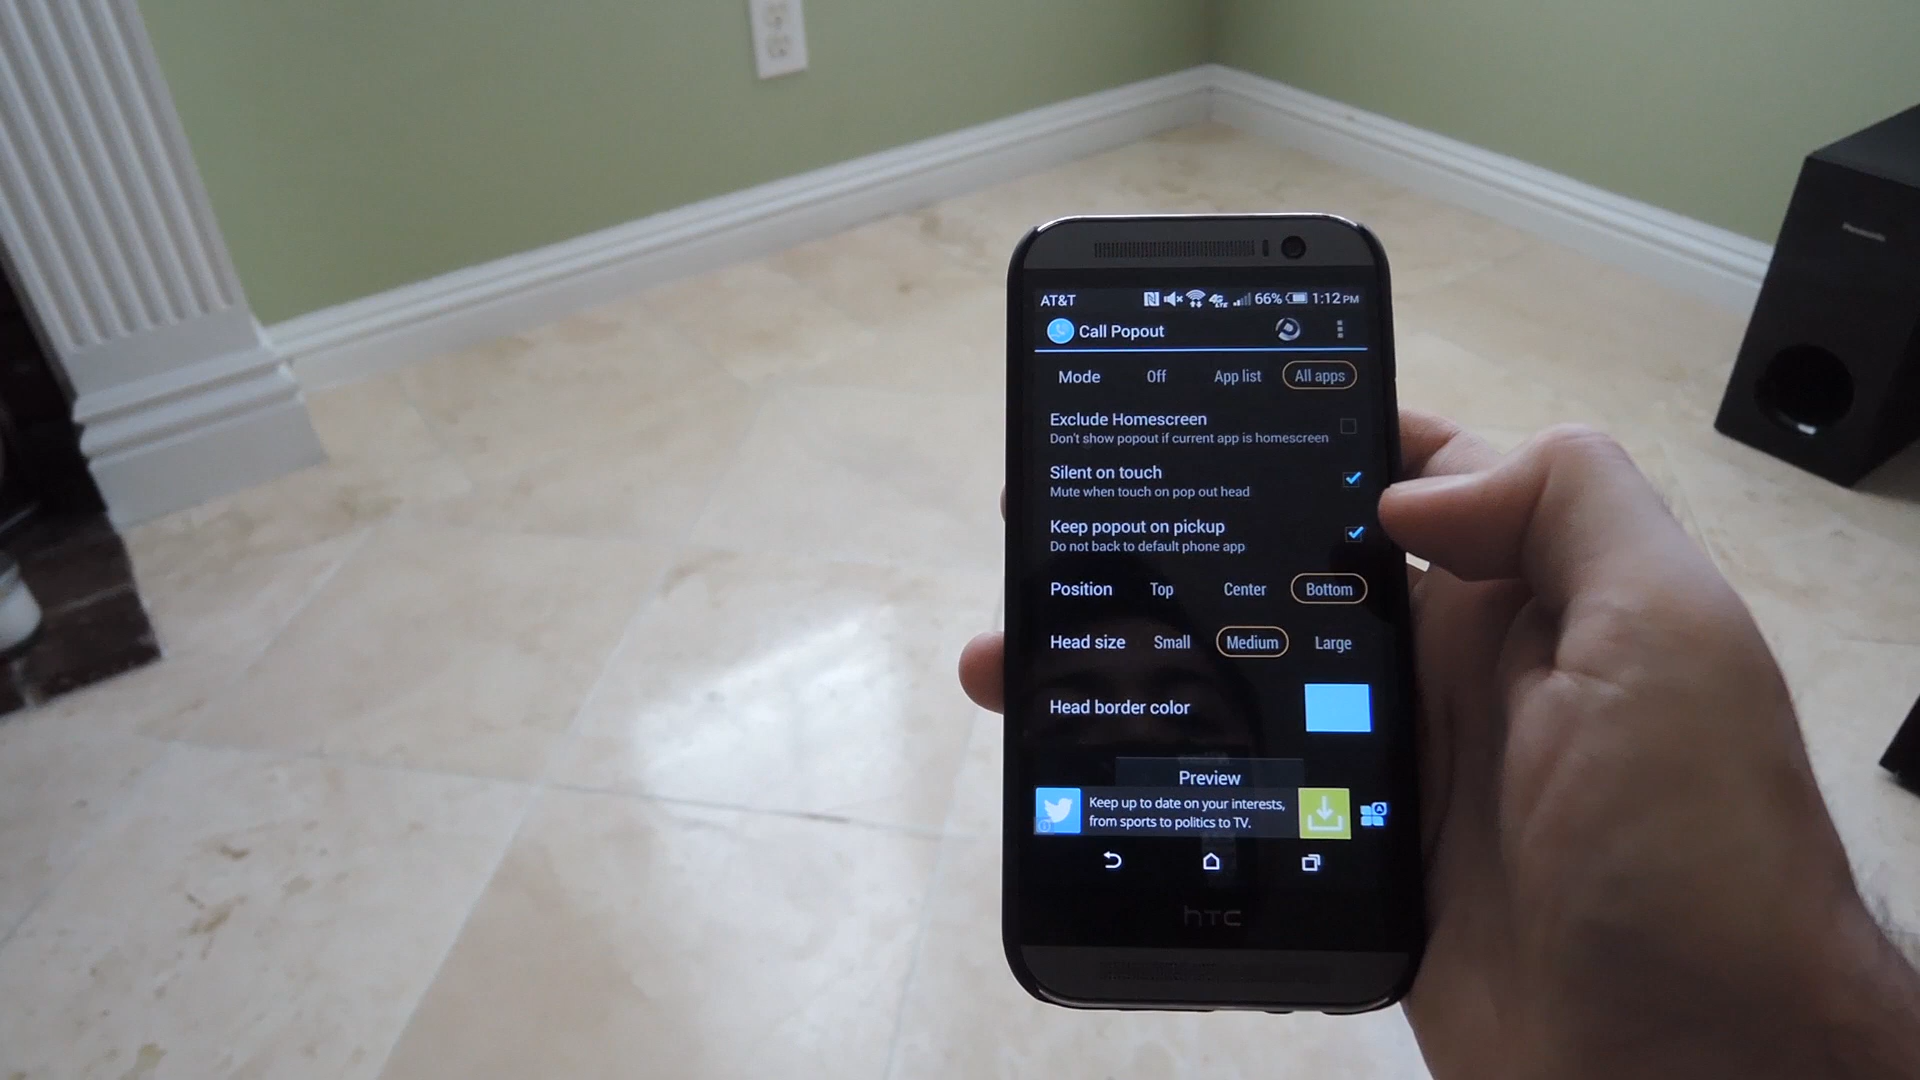 AT&T 4G LTE 66% 1:12 PM
Call Popout
Mode Off App list All apps
Exclude Homescreen
Don't show popout if current app is homescreen
Silent on touch
Mute when touch on pop out head
Keep popout on pickup
Do not back to default phone app
Position Top Center Bottom
Head size Small Medium Large
Head border color
Preview
Keep up to date on your interests,
from sports to politics to TV.
hTC
Panasonic